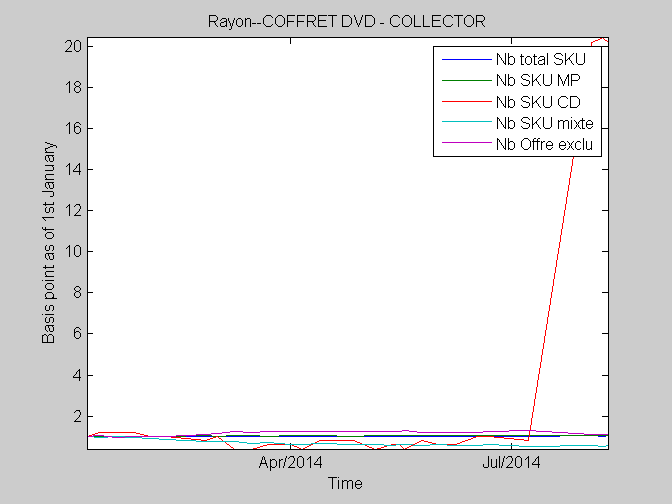 Rayon--COFFRET DVD - COLLECTOR
20
18
16
14
12
10
8
6
4
2
Basis point as of 1st January
Nb total SKU
Nb SKU MP
Nb SKU CD
Nb SKU mixte
Nb Offre exclu
Apr/2014
Jul/2014
Time